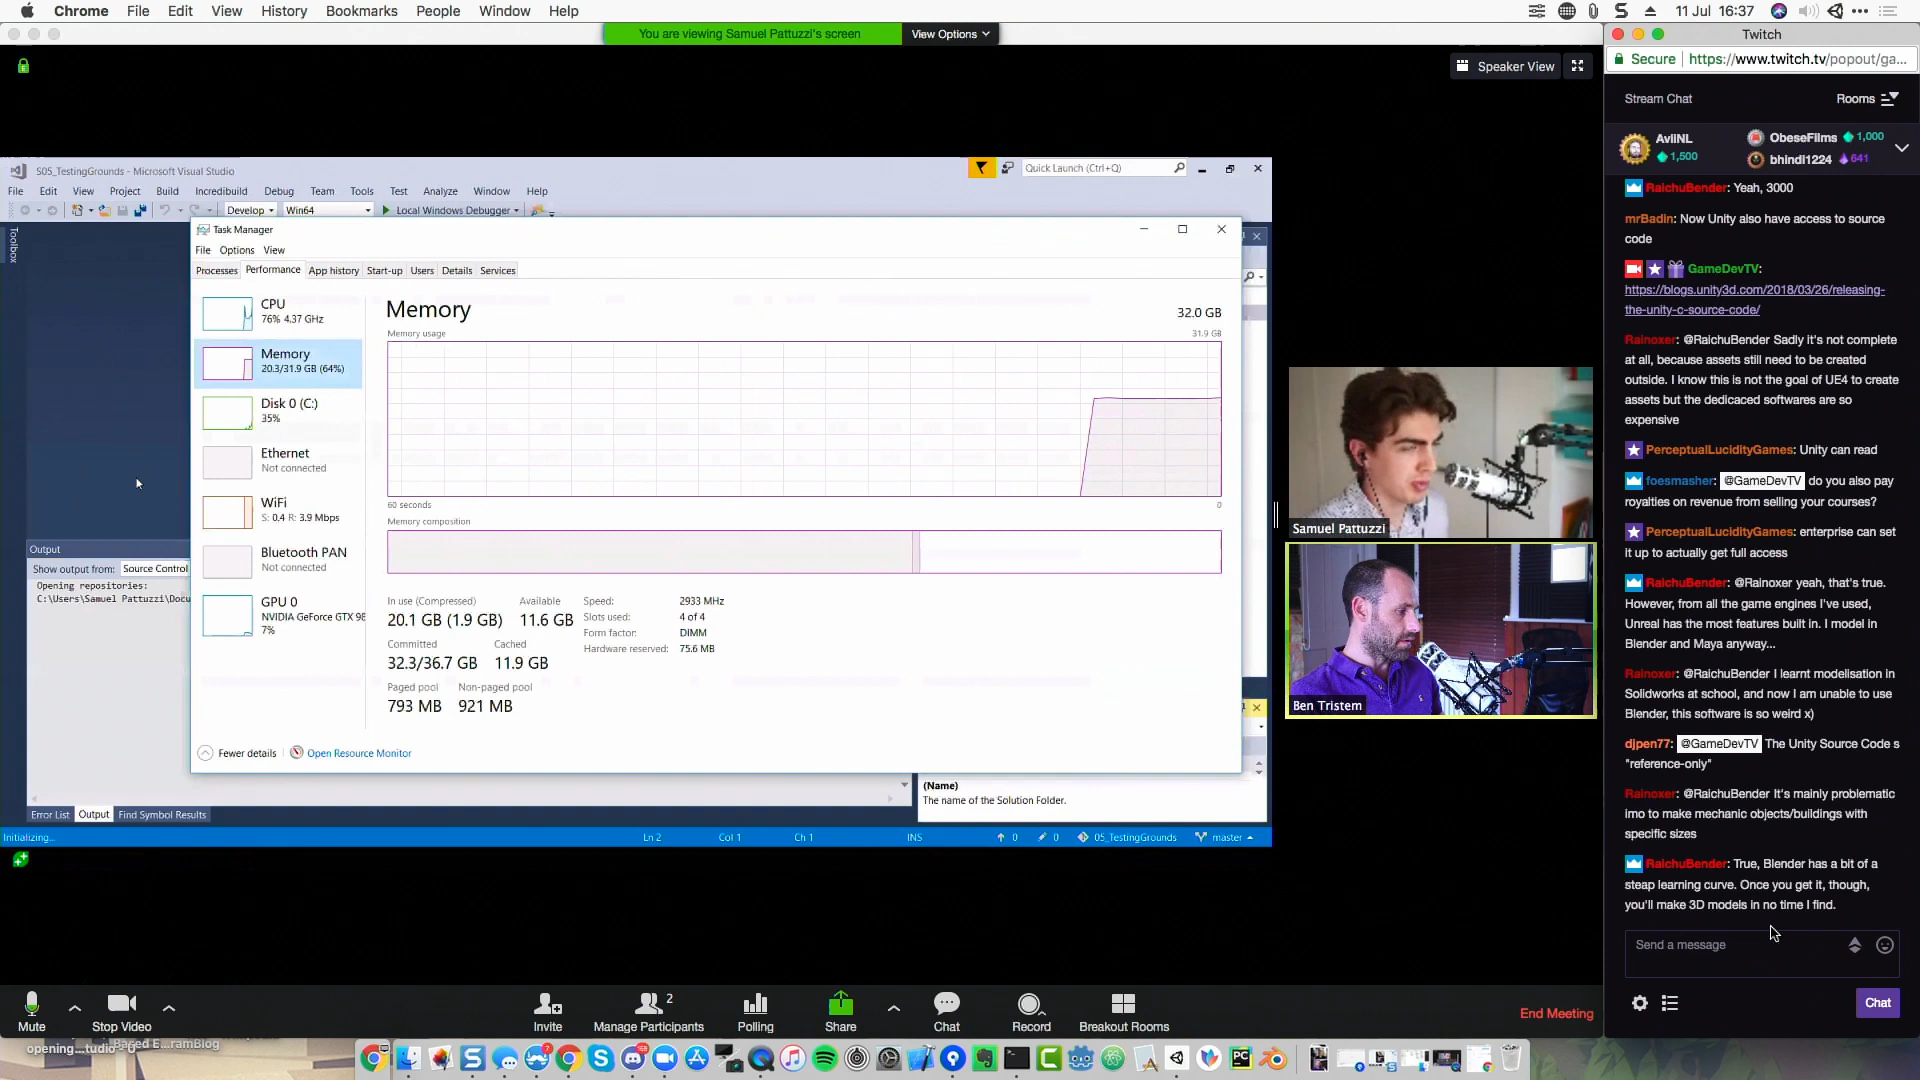 Chrome File Edit View History Bookmarks People Window Help
11 Jul 16:37
You are viewing Samuel Pattuzzi's screen
View Options
Speaker View
S05_TestingGrounds - Microsoft Visual Studio
Quick Launch (Ctrl+Q)
File Edit View Project Build Incredibuild Debug Team Tools Test Analyze Window Help
Develop Win64 Local Windows Debugger
Toolbox
Task Manager
File Options View
Processes Performance App history Start-up Users Details Services
CPU
76% 4.37 GHz
Memory
20.3/31.9 GB (64%)
Disk 0 (C:)
35%
Ethernet
Not connected
WiFi
S: 0.4 R: 3.9 Mbps
Bluetooth PAN
Not connected
GPU 0
NVIDIA GeForce GTX 98
7%
Memory
32.0 GB
Memory usage
31.9 GB
60 seconds
0
Memory composition
In use (Compressed)
20.1 GB (1.9 GB)
Available
11.6 GB
Committed
32.3/36.7 GB
Cached
11.9 GB
Paged pool
793 MB
Non-paged pool
921 MB
Speed: 2933 MHz
Slots used: 4 of 4
Form factor: DIMM
Hardware reserved: 75.6 MB
Fewer details
Open Resource Monitor
Output
Show output from: Source Control
Opening repositories:
C:\Users\Samuel Pattuzzi\Docu
(Name)
The name of the Solution Folder.
Error List Output Find Symbol Results
Initializing...
Ln 2 Col 1 Ch 1 INS 0 0 05_TestingGrounds master
Samuel Pattuzzi
Ben Tristem
Mute
Stop Video
Invite
Manage Participants
2
Polling
Share
Chat
Record
Breakout Rooms
End Meeting
Twitch
Secure https://www.twitch.tv/popout/ga...
Stream Chat
Rooms
AvliNL
1,500
ObeseFilms 1,000
bhindi1224 641
RaichuBender: Yeah, 3000
mrBadin: Now Unity also have access to source
code
GameDevTV:
https://blogs.unity3d.com/2018/03/26/releasing-
the-unity-c-source-code/
Rainoxer: @RaichuBender Sadly it's not complete
at all, because assets still need to be created
outside. I know this is not the goal of UE4 to create
assets but the dedicaced softwares are so
expensive
PerceptualLucidityGames: Unity can read
foesmasher: @GameDevTV do you also pay
royalties on revenue from selling your courses?
PerceptualLucidityGames: enterprise can set
it up to actually get full access
RaichuBender: @Rainoxer yeah, that's true.
However, from all the game engines I've used,
Unreal has the most features built in. I model in
Blender and Maya anyway...
Rainoxer: @RaichuBender I learnt modelisation in
Solidworks at school, and now I am unable to use
Blender, this software is so weird x)
djpen77: @GameDevTV The Unity Source Code s
"reference-only"
Rainoxer: @RaichuBender It's mainly problematic
imo to make mechanic objects/buildings with
specific sizes
RaichuBender: True, Blender has a bit of a
steap learning curve. Once you get it, though,
you'll make 3D models in no time I find.
Send a message
Chat